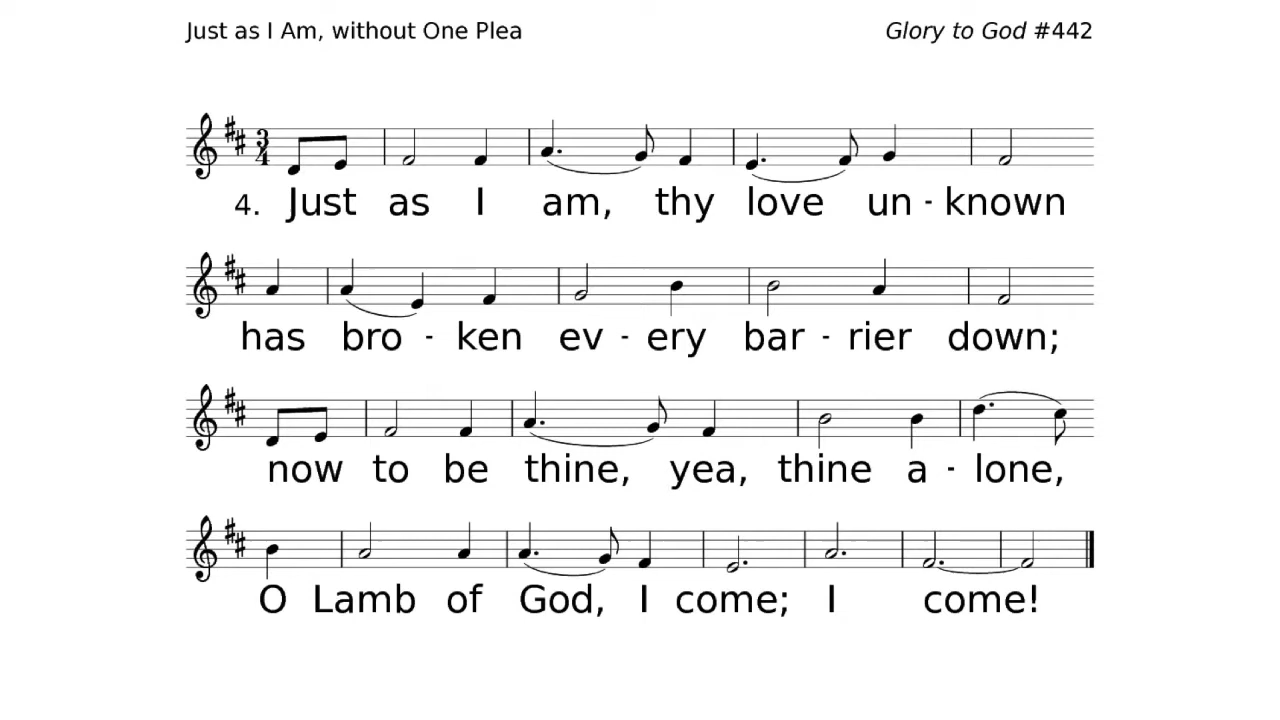 Just as I Am, without One Plea Glory to God #442
3
4
4. Just as I am, thy love un - known
has bro - ken ev - ery bar - rier down;
now to be thine, yea, thine a - lone,
O Lamb of God, I come; I come!